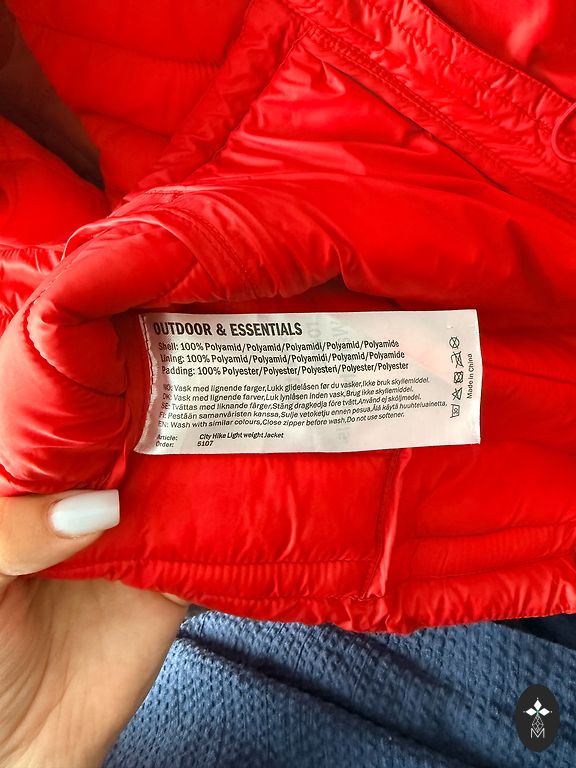 OUTDOOR & ESSENTIALS
Shell: 100% Polyamid/Polyamid/Polyamidi/Polyamid/Polyamide
Lining: 100% Polyamid/Polyamid/Polyamidi/Polyamid/Polyamide
Padding: 100% Polyester/Polyester/Polyesteri/Polyester/Polyester
NO: Vask med lignende farger,Lukk glidelåsen før du vasker,Ikke bruk skyllemiddel.
DK: Vask med lignende farver,Luk lynlåsen inden vask,Brug ikke skyllemiddel.
SE: Tvättas med liknande färger,Stäng dragkedja före tvätt,Använd ej sköljmedel.
FI: Pestään samanväristen kanssa,Sulje vetoketju ennen pesua,Älä käytä huuhteluainetta.
EN: Wash with similar colours,Close zipper before wash,Do not use softener.
Article: City Hike Light weight Jacket
Order: 5107
Made in China
M